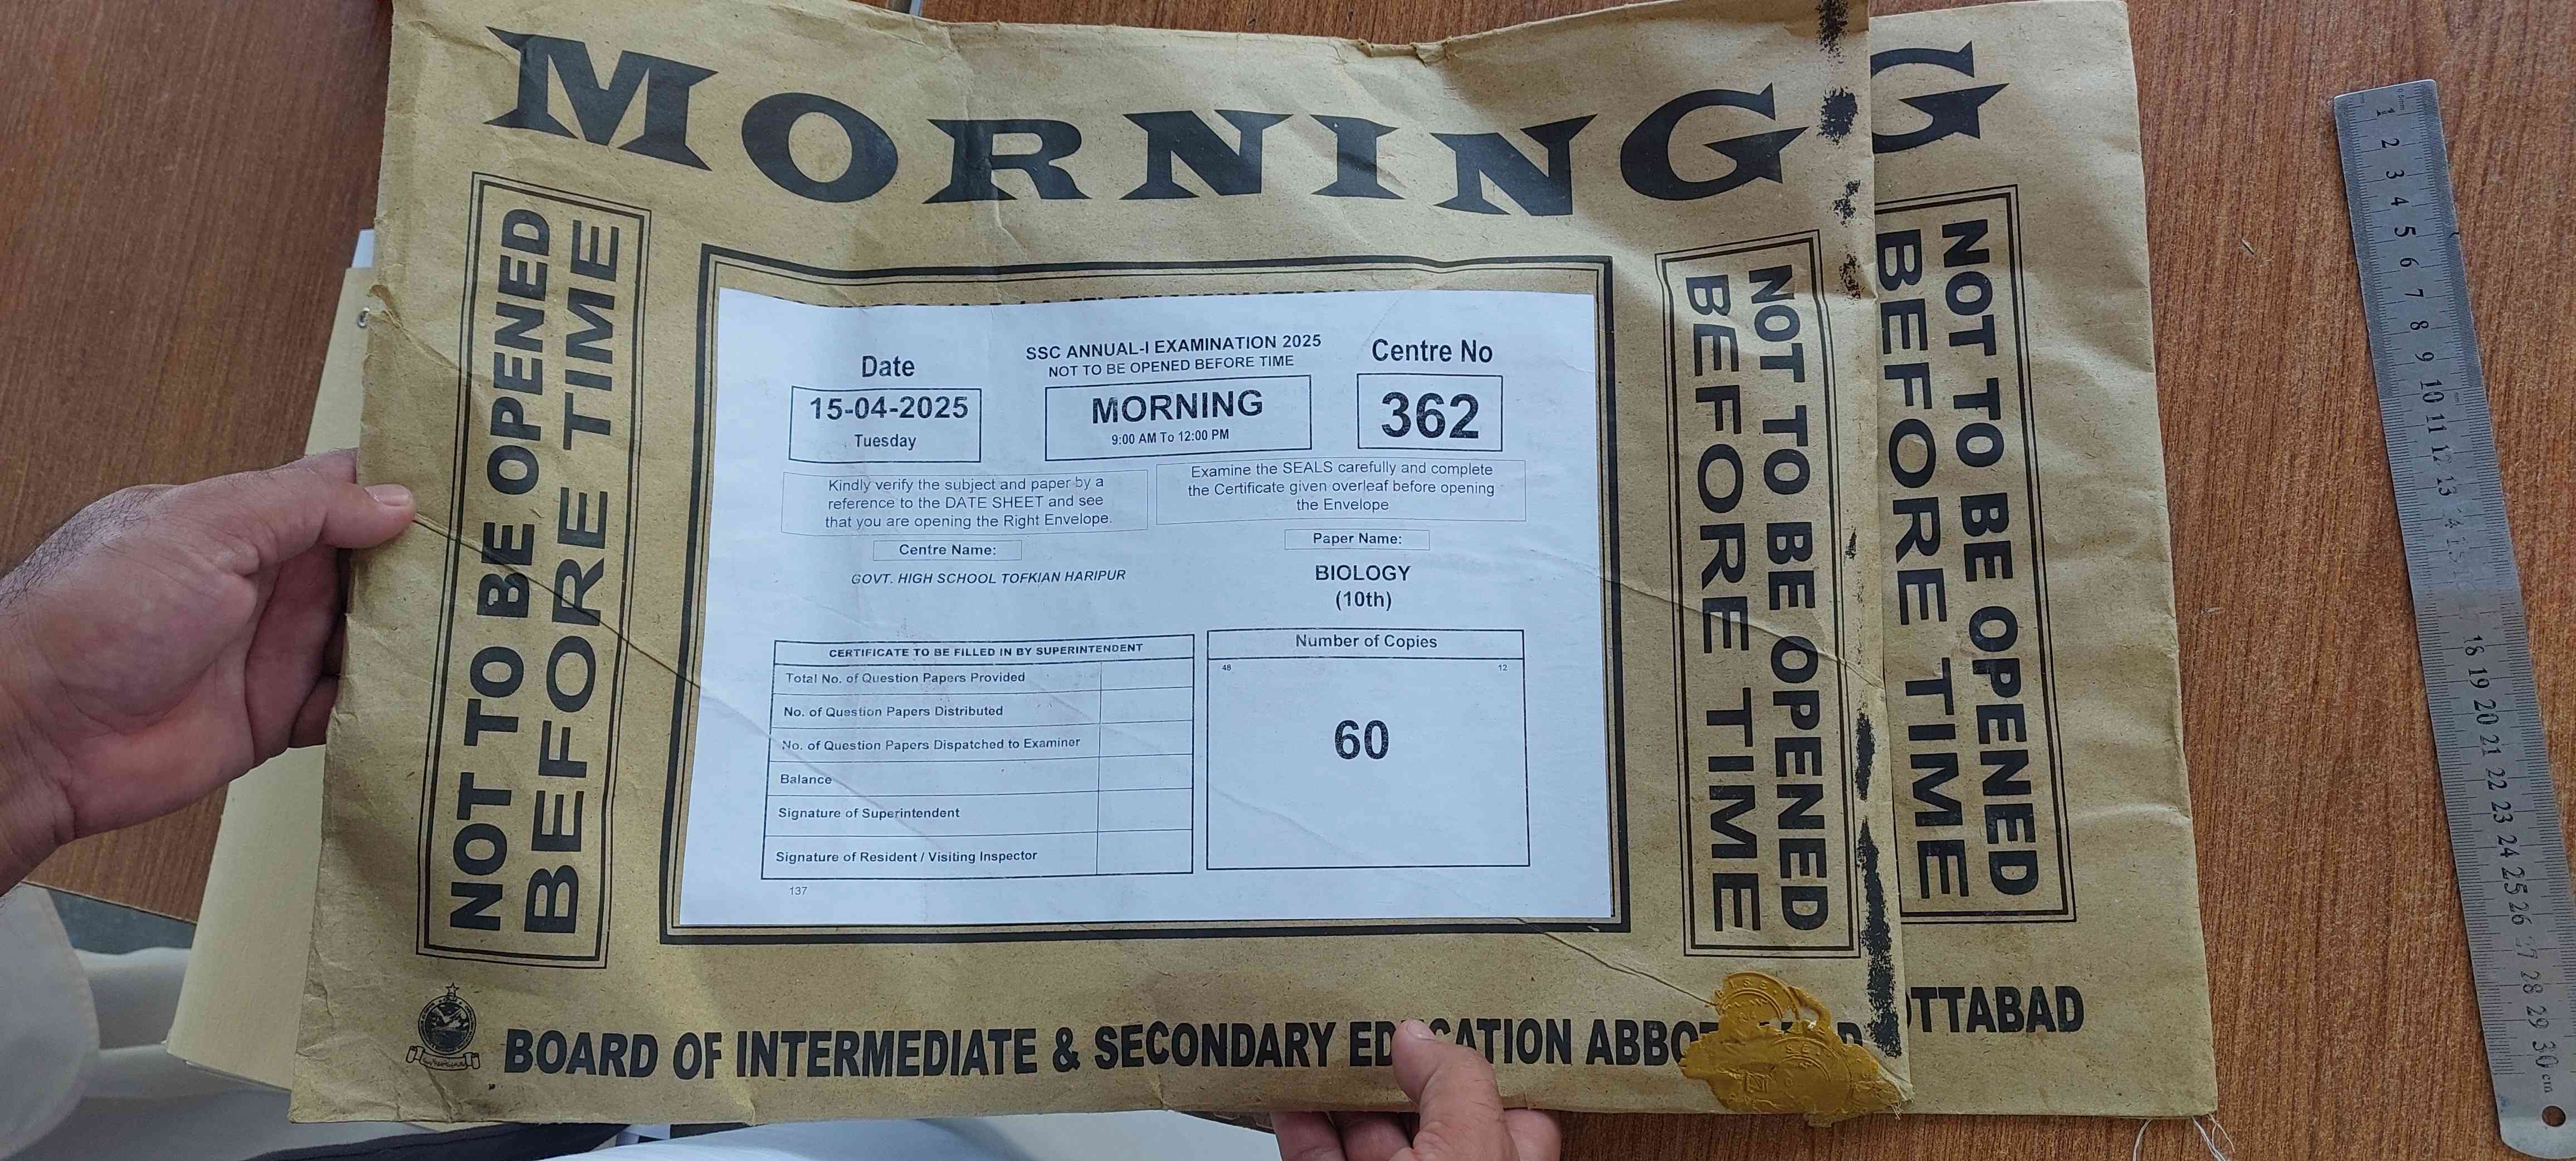 MORNING
G
NOT TO BE OPENED
BEFORE TIME
Date
15-04-2025
Tuesday
SSC ANNUAL-I EXAMINATION 2025
NOT TO BE OPENED BEFORE TIME
MORNING
9:00 AM To 12:00 PM
Centre No
362
Kindly verify the subject and paper by a
reference to the DATE SHEET and see
that you are opening the Right Envelope.
Examine the SEALS carefully and complete
the Certificate given overleaf before opening
the Envelope
Centre Name:
GOVT. HIGH SCHOOL TOFKIAN HARIPUR
Paper Name:
BIOLOGY
(10th)
CERTIFICATE TO BE FILLED IN BY SUPERINTENDENT
Total No. of Question Papers Provided
No. of Question Papers Distributed
No. of Question Papers Dispatched to Examiner
Balance
Signature of Superintendent
Signature of Resident / Visiting Inspector
137
Number of Copies
48 12
60
NOT TO BE OPENED
BEFORE TIME
NOT TO BE OPENED
BEFORE TIME
BOARD OF INTERMEDIATE & SECONDARY EDUCATION
OTTABAD
1 2 3 4 5 6 7 8 9 10 11 12 13 14 15 18 19 20 21 22 23 24 25 26 27 28 29 30 cm